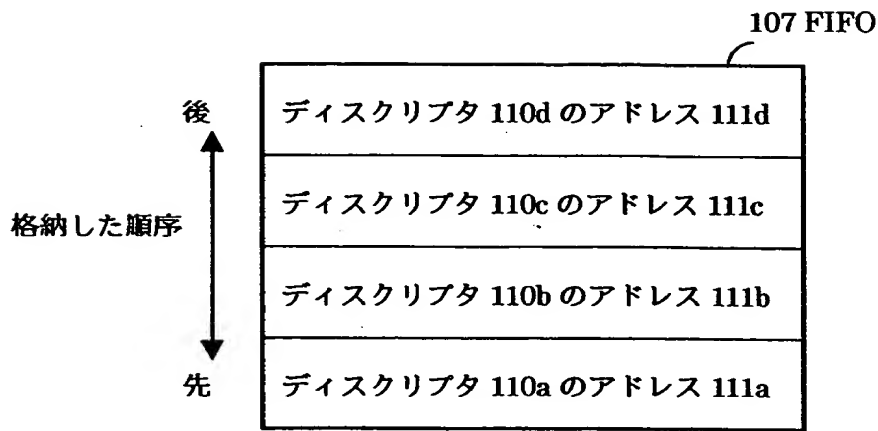 107 FIFO
後
ディスクリプタ 110d のアドレス 111d
ディスクリプタ 110c のアドレス 111c
格納した順序
ディスクリプタ 110b のアドレス 111b
先
ディスクリプタ 110a のアドレス 111a